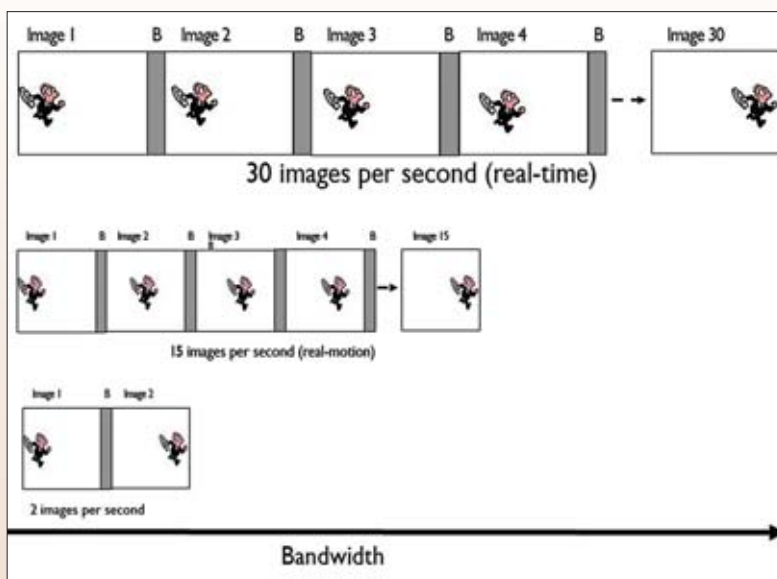 Image 1 B Image 2 B Image 3 B Image 4 B Image 30
30 images per second (real-time)
Image 1 B Image 2 B Image 3 Image 4 B Image 15
B
15 images per second (real-motion)
Image 1 B Image 2
2 images per second
Bandwidth